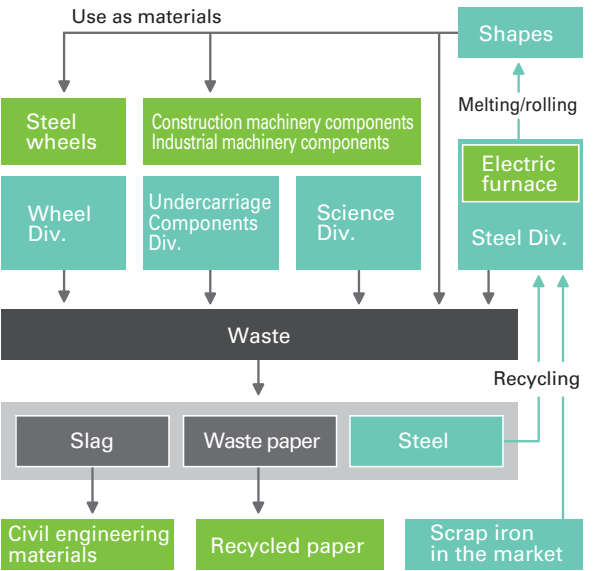 Use as materials
Shapes
Melting/rolling
Steel
wheels
Construction machinery components
Industrial machinery components
Electric
furnace
Wheel
Div.
Undercarriage
Components
Div.
Science
Div.
Steel Div.
Waste
Recycling
Slag
Waste paper
Steel
Civil engineering
materials
Recycled paper
Scrap iron
in the market